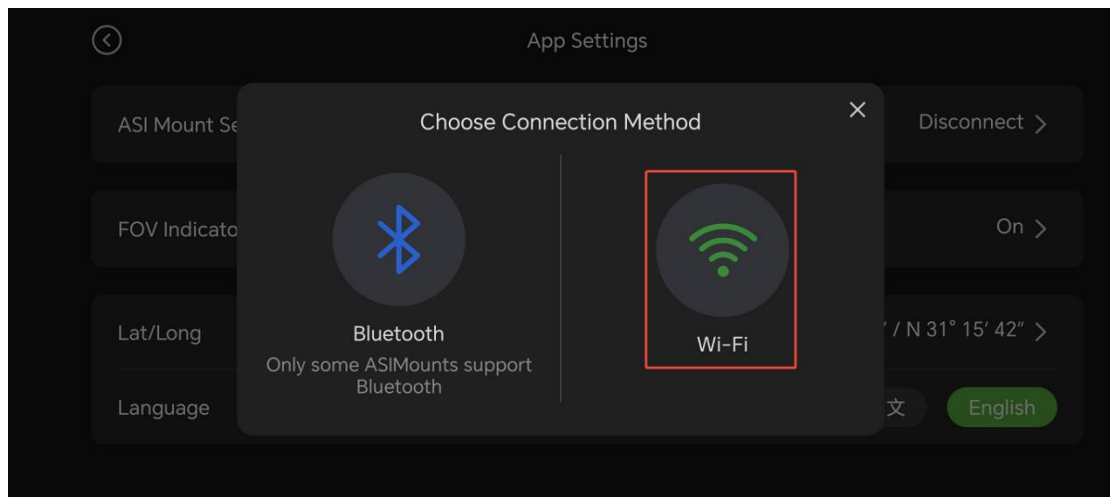 App Settings
Choose Connection Method
ASI Mount Se
Disconnect
FOV Indicato
On
Bluetooth
Only some ASIMounts support
Bluetooth
Wi-Fi
Lat/Long
/ N 31° 15′ 42″
Language
文
English